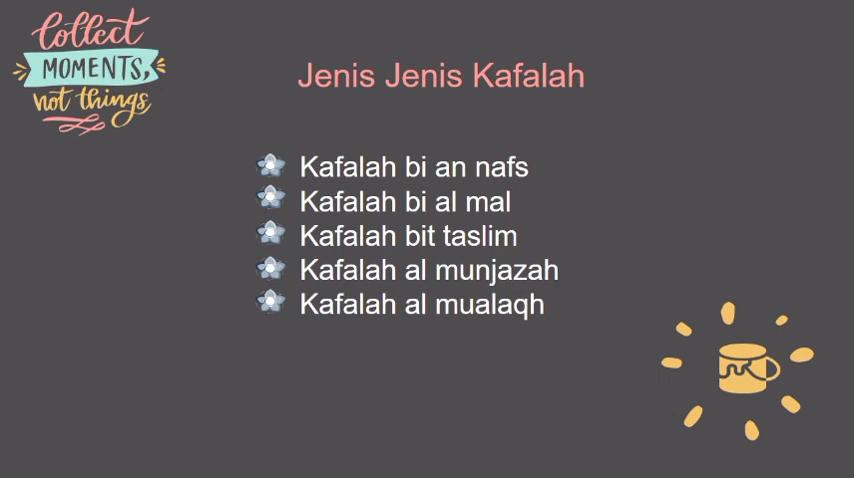 Collect
MOMENTS,
not things
Jenis Jenis Kafalah
Kafalah bi an nafs
Kafalah bi al mal
Kafalah bit taslim
Kafalah al munjazah
Kafalah al mualaqh